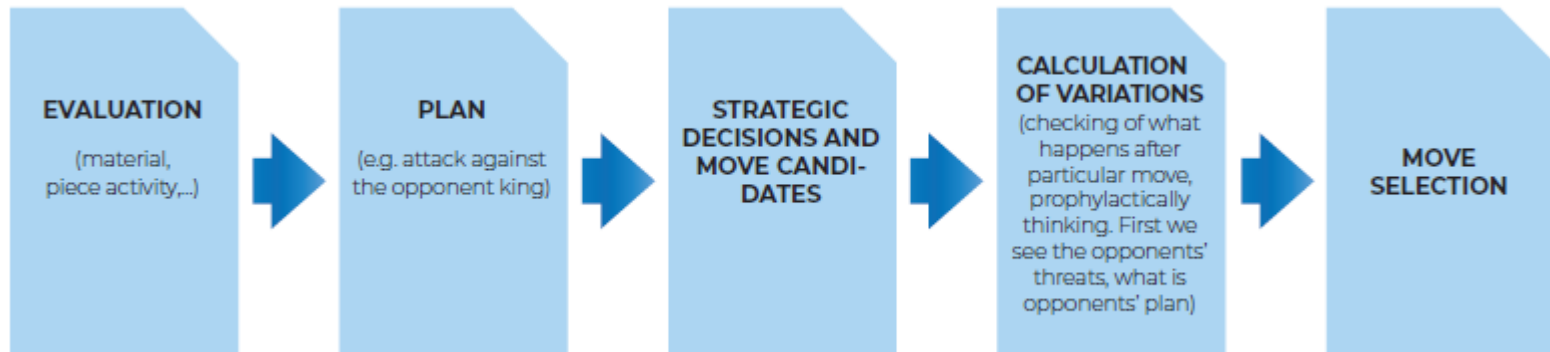 EVALUATION
(material,
piece activity,...)
PLAN
(e.g. attack against
the opponent king)
STRATEGIC
DECISIONS AND
MOVE CANDI-
DATES
CALCULATION
OF VARIATIONS
(checking of what
happens after
particular move,
prophylactically
thinking. First we
see the opponents’
threats, what is
opponents’ plan)
MOVE
SELECTION